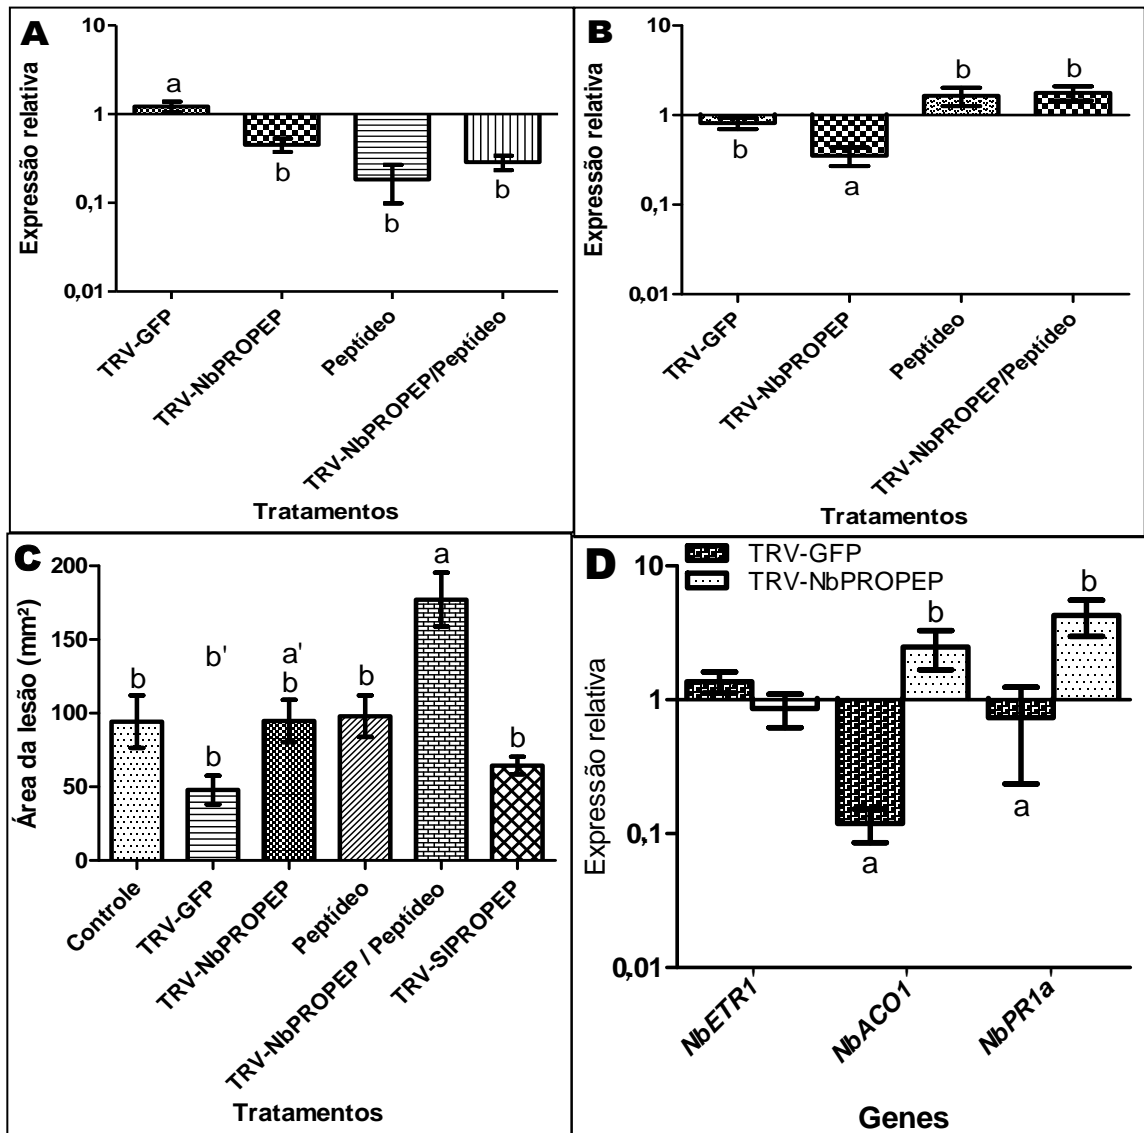 A
Expressão relativa
10
1
0,1
0,01
a
b
b
b
TRV-GFP
TRV-NbPROPEP
Peptídeo
TRV-NbPROPEP/Peptídeo
Tratamentos
B
Expressão relativa
10
1
0,1
0,01
b
a
b
b
TRV-GFP
TRV-NbPROPEP
Peptídeo
TRV-NbPROPEP/Peptídeo
Tratamentos
C
Área da lesão (mm²)
200
150
100
50
0
b
b'
b
a'
b
b
a
b
Controle
TRV-GFP
TRV-NbPROPEP
Peptídeo
TRV-NbPROPEP / Peptídeo
TRV-SlPROPEP
Tratamentos
D
TRV-GFP
TRV-NbPROPEP
Expressão relativa
10
1
0,1
0,01
a
b
a
b
NbETR1
NbACO1
NbPR1a
Genes